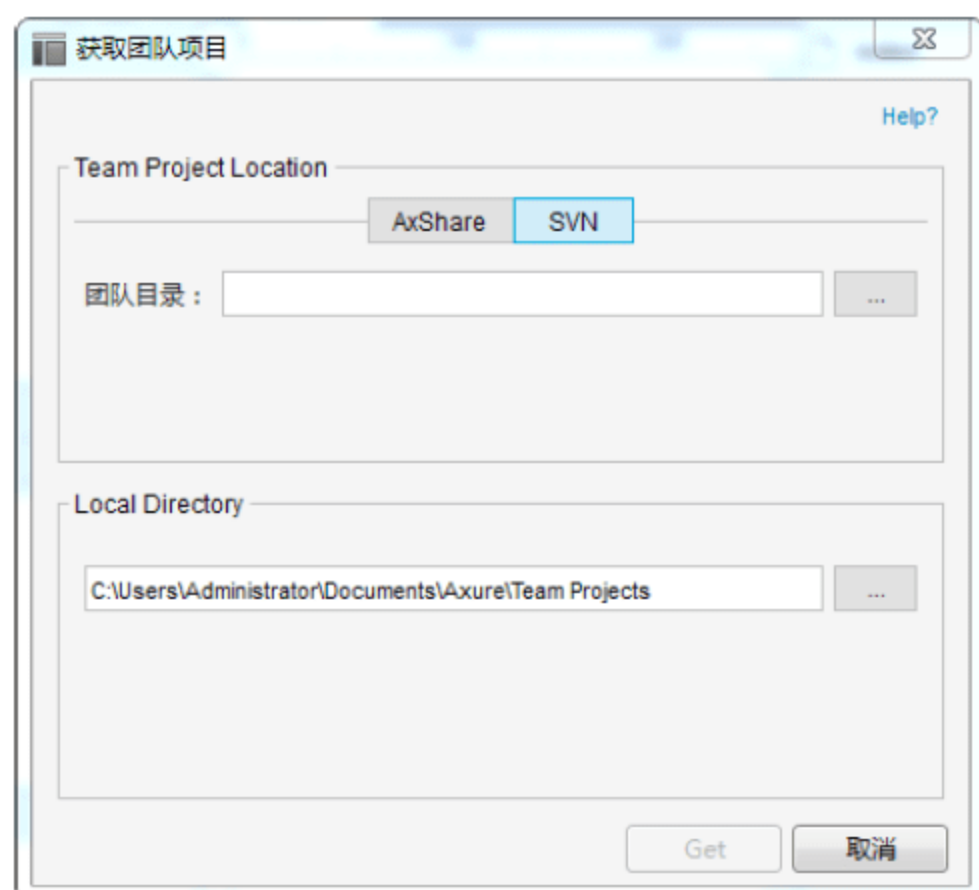 获取团队项目
Help?
Team Project Location
AxShare SVN
团队目录： ...
Local Directory
C:\Users\Administrator\Documents\Axure\Team Projects ...
Get 取消